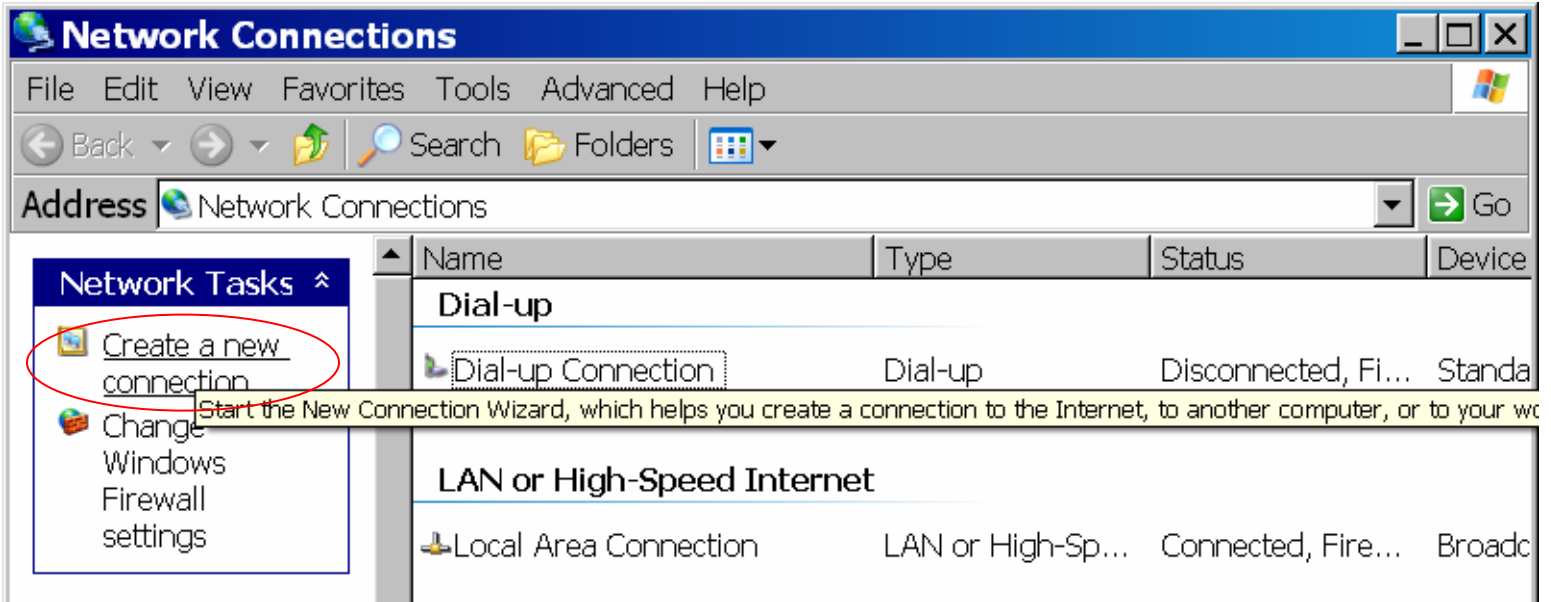 Network Connections
File Edit View Favorites Tools Advanced Help
Back Search Folders
Address Network Connections Go
Network Tasks
Create a new
connection
Change
Windows
Firewall
settings
Start the New Connection Wizard, which helps you create a connection to the Internet, to another computer, or to your
Name Type Status Device
Dial-up
Dial-up Connection Dial-up Disconnected, Fi... Standa
LAN or High-Speed Internet
Local Area Connection LAN or High-Sp... Connected, Fire... Broadc